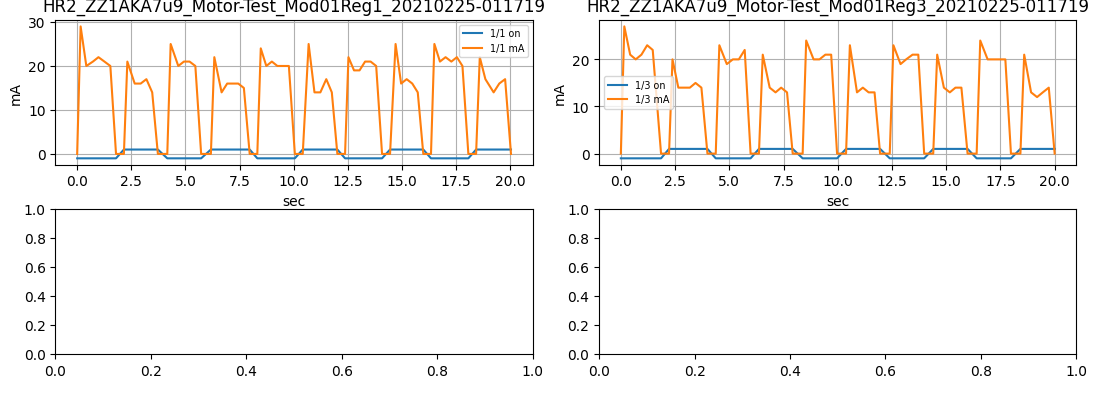 HR2_ZZ1AKA7u9_Motor-Test_Mod01Reg1_20210225-011719
30
20
10
0
mA
1/1 on
1/1 mA
0.0 2.5 5.0 7.5 10.0 12.5 15.0 17.5 20.0
sec
HR2_ZZ1AKA7u9_Motor-Test_Mod01Reg3_20210225-011719
20
10
0
mA
1/3 on
1/3 mA
0.0 2.5 5.0 7.5 10.0 12.5 15.0 17.5 20.0
sec
1.0
0.8
0.6
0.4
0.2
0.0
0.0 0.2 0.4 0.6 0.8 1.0
1.0
0.8
0.6
0.4
0.2
0.0
0.0 0.2 0.4 0.6 0.8 1.0